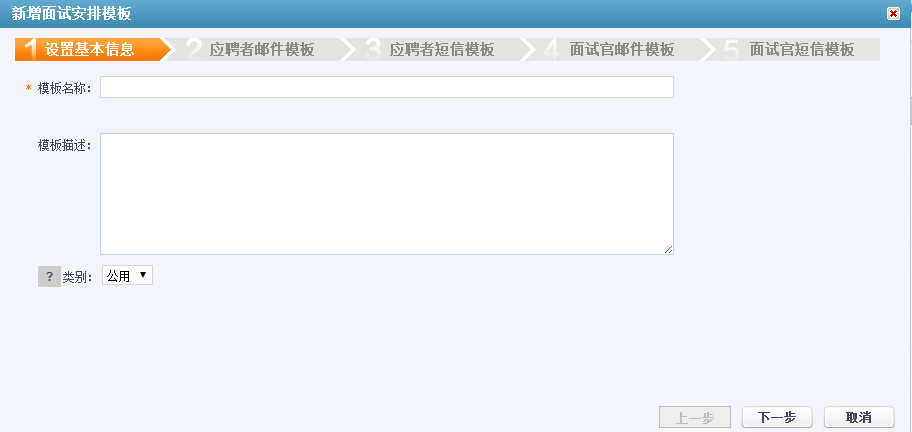 新增面试安排模板
1 设置基本信息 2 应聘者邮件模板 3 应聘者短信模板 4 面试官邮件模板 5 面试官短信模板
* 模板名称：
模板描述：
? 类别： 公用
上一步 下一步 取消